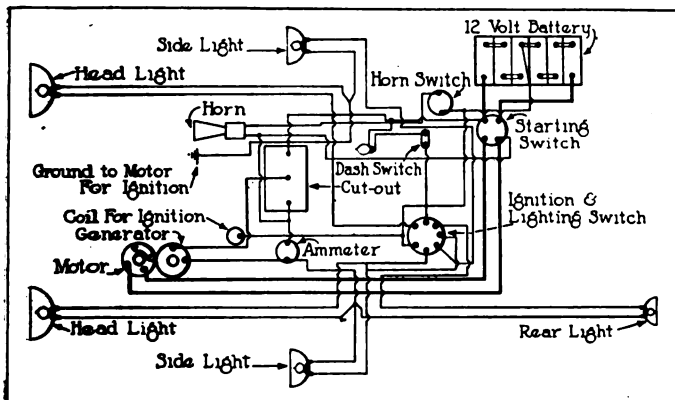 Side Light
12 Volt Battery
Head Light
Horn Switch
Horn
Starting
Switch
Ground to Motor
For Ignition
Dash Switch
Cut-out
Ignition &
Lighting Switch
Coil For Ignition
Generator
Ammeter
Motor
Head Light
Rear Light
Side Light